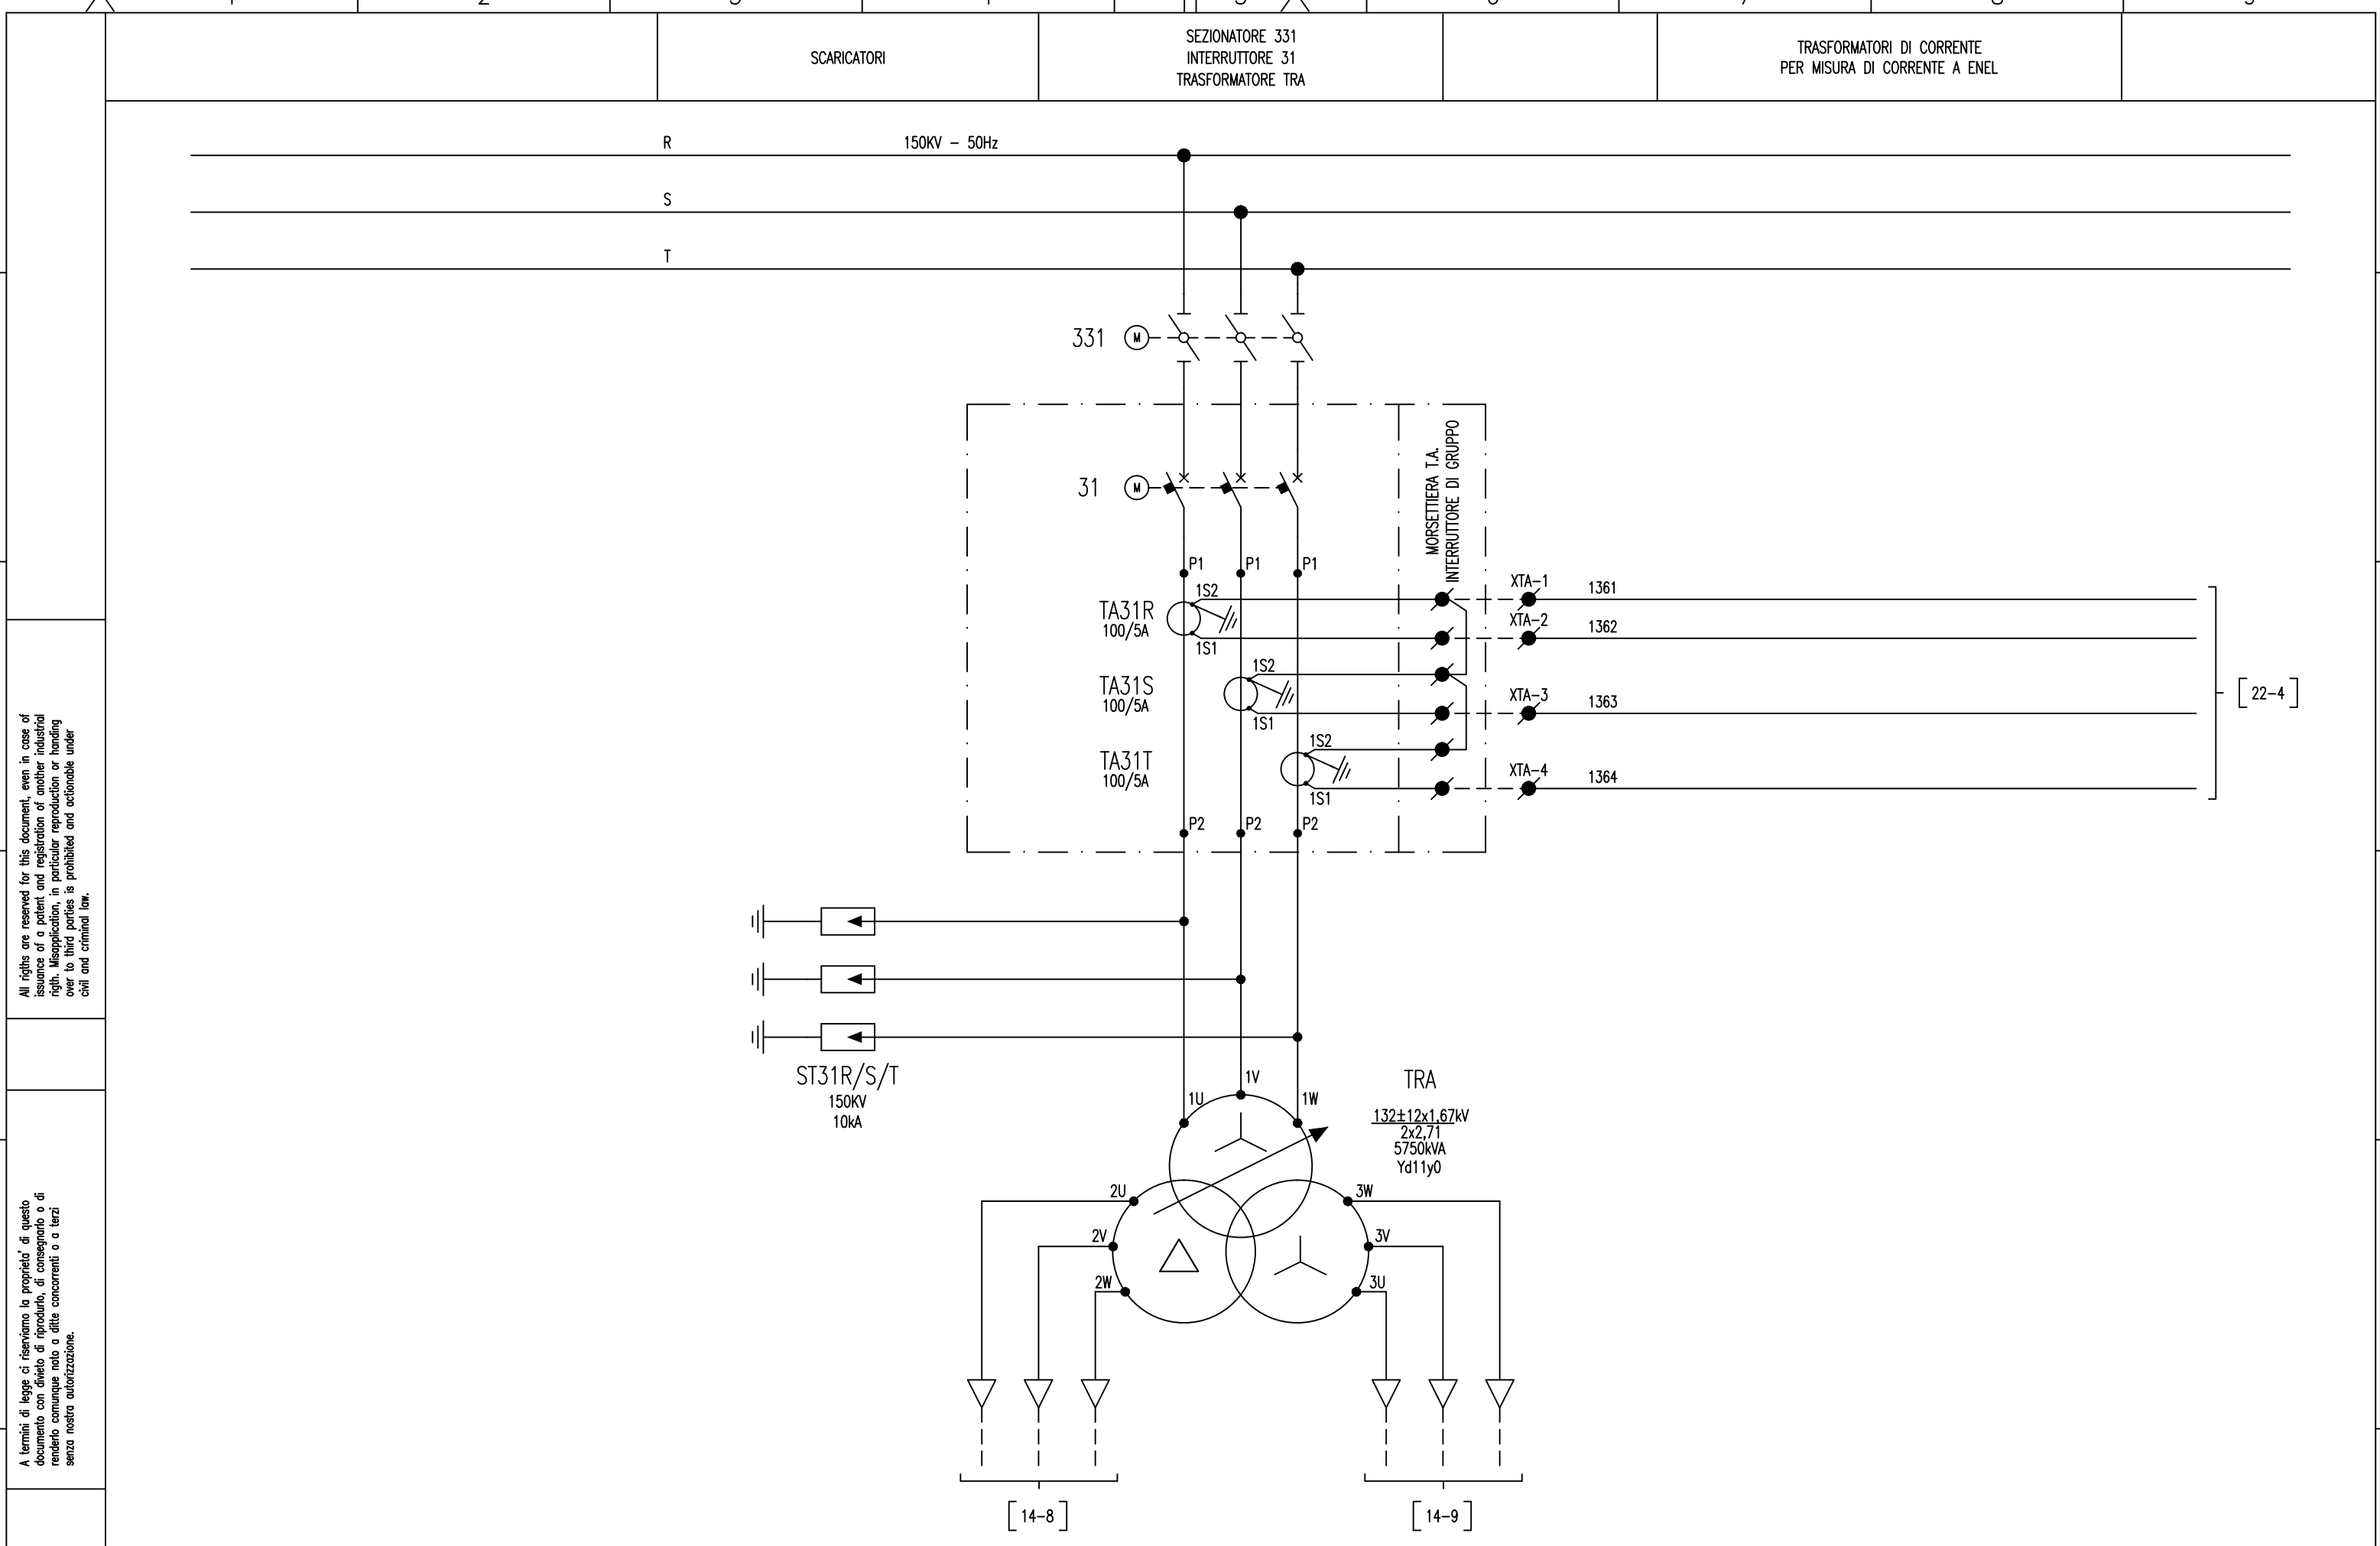 SCARICATORI
SEZIONATORE 331
INTERRUTTORE 31
TRASFORMATORE TRA
TRASFORMATORI DI CORRENTE
PER MISURA DI CORRENTE A ENEL
R
150KV – 50Hz
S
T
331
M
31
M
MORSETTIERA T.A.
INTERRUTTORE DI GRUPPO
P1
P1
P1
TA31R
100/5A
1S2
1S1
XTA–1
1361
XTA–2
1362
TA31S
100/5A
1S2
1S1
XTA–3
1363
[22–4]
TA31T
100/5A
1S2
1S1
XTA–4
1364
P2
P2
P2
ST31R/S/T
150KV
10kA
1U
1V
1W
TRA
132±12x1,67kV
2x2,71
5750kVA
Yd11y0
2U
2V
2W
3W
3V
3U
[14–8]
[14–9]
All rigths are reserved for this document, even in case of
issuance of a patent and registration of another industrial
rigth. Misapplication, in particular reproduction or handing
over to third parties is prohibited and actionable under
civil and criminal law.
A termini di legge ci riserviamo la proprieta' di questo
documento con divieto di riprodurlo, di consegnarlo o di
renderlo comunque noto a ditte concorrenti o a terzi
senza nostra autorizzazione.